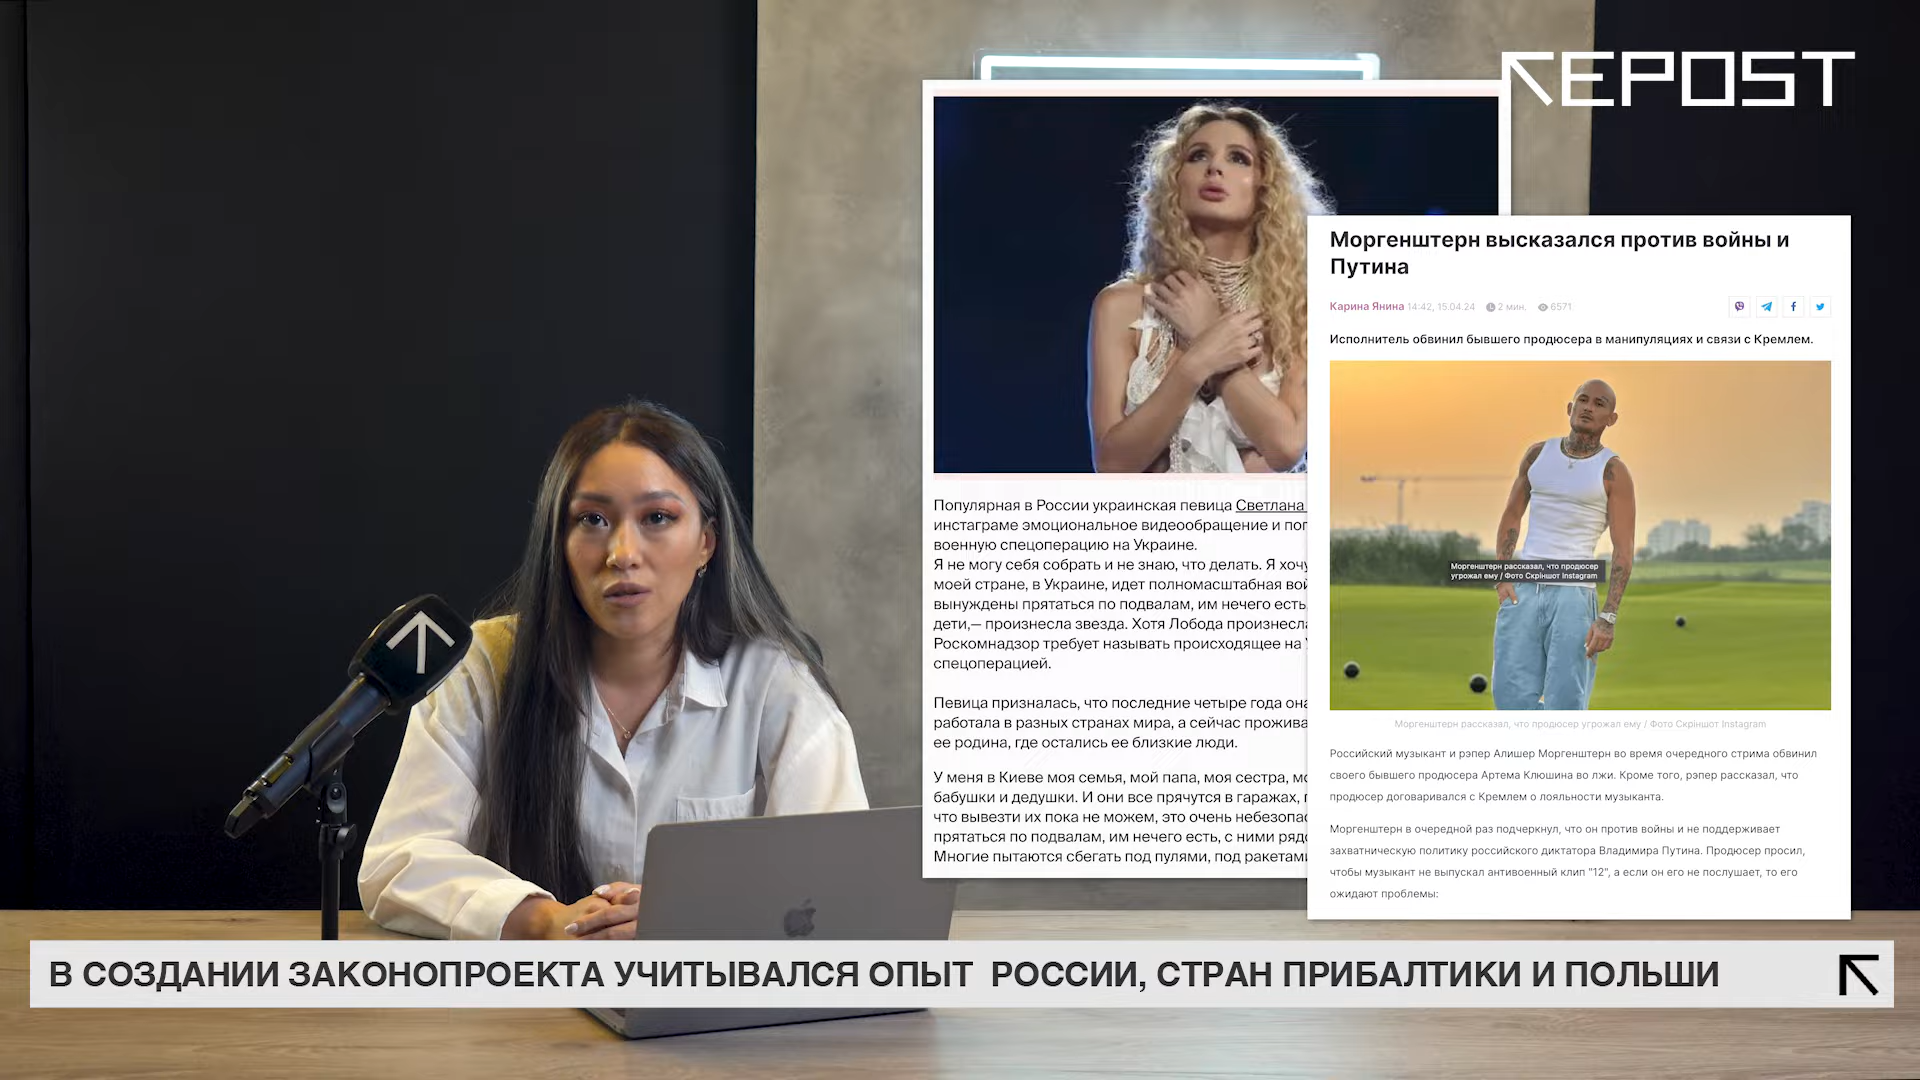 REPOST
Популярная в России украинская певица Светлана
инстаграме эмоциональное видеообращение и поп
военную спецоперацию на Украине.
Я не могу себя собрать и не знаю, что делать. Я хочу
моей стране, в Украине, идет полномасштабная вой
вынуждены прятаться по подвалам, им нечего есть,
дети,— произнесла звезда. Хотя Лобода произнесла
Роскомнадзор требует называть происходящее на У
спецоперацией.
Певица призналась, что последние четыре года она
работала в разных странах мира, а сейчас прожива
ее родина, где остались ее близкие люди.
У меня в Киеве моя семья, мой папа, моя сестра, мо
бабушки и дедушки. И они все прячутся в гаражах, п
что вывезти их пока не можем, это очень небезопас
прятаться по подвалам, им нечего есть, с ними рядо
Многие пытаются сбегать под пулями, под ракетами
Моргенштерн высказался против войны и
Путина
Карина Янина 14:42, 15.04.24 2 мин. 6571
Исполнитель обвинил бывшего продюсера в манипуляциях и связи с Кремлем.
Моргенштерн рассказал, что продюсер
угрожал ему / Фото Скріншот Instagram
Моргенштерн рассказал, что продюсер угрожал ему / Фото Скріншот Instagram
Российский музыкант и рэпер Алишер Моргенштерн во время очередного стрима обвинил
своего бывшего продюсера Артема Клюшина во лжи. Кроме того, рэпер рассказал, что
продюсер договаривался с Кремлем о лояльности музыканта.
Моргенштерн в очередной раз подчеркнул, что он против войны и не поддерживает
захватническую политику российского диктатора Владимира Путина. Продюсер просил,
чтобы музыкант не выпускал антивоенный клип "12", а если он его не послушает, то его
ожидают проблемы:
В СОЗДАНИИ ЗАКОНОПРОЕКТА УЧИТЫВАЛСЯ ОПЫТ РОССИИ, СТРАН ПРИБАЛТИКИ И ПОЛЬШИ